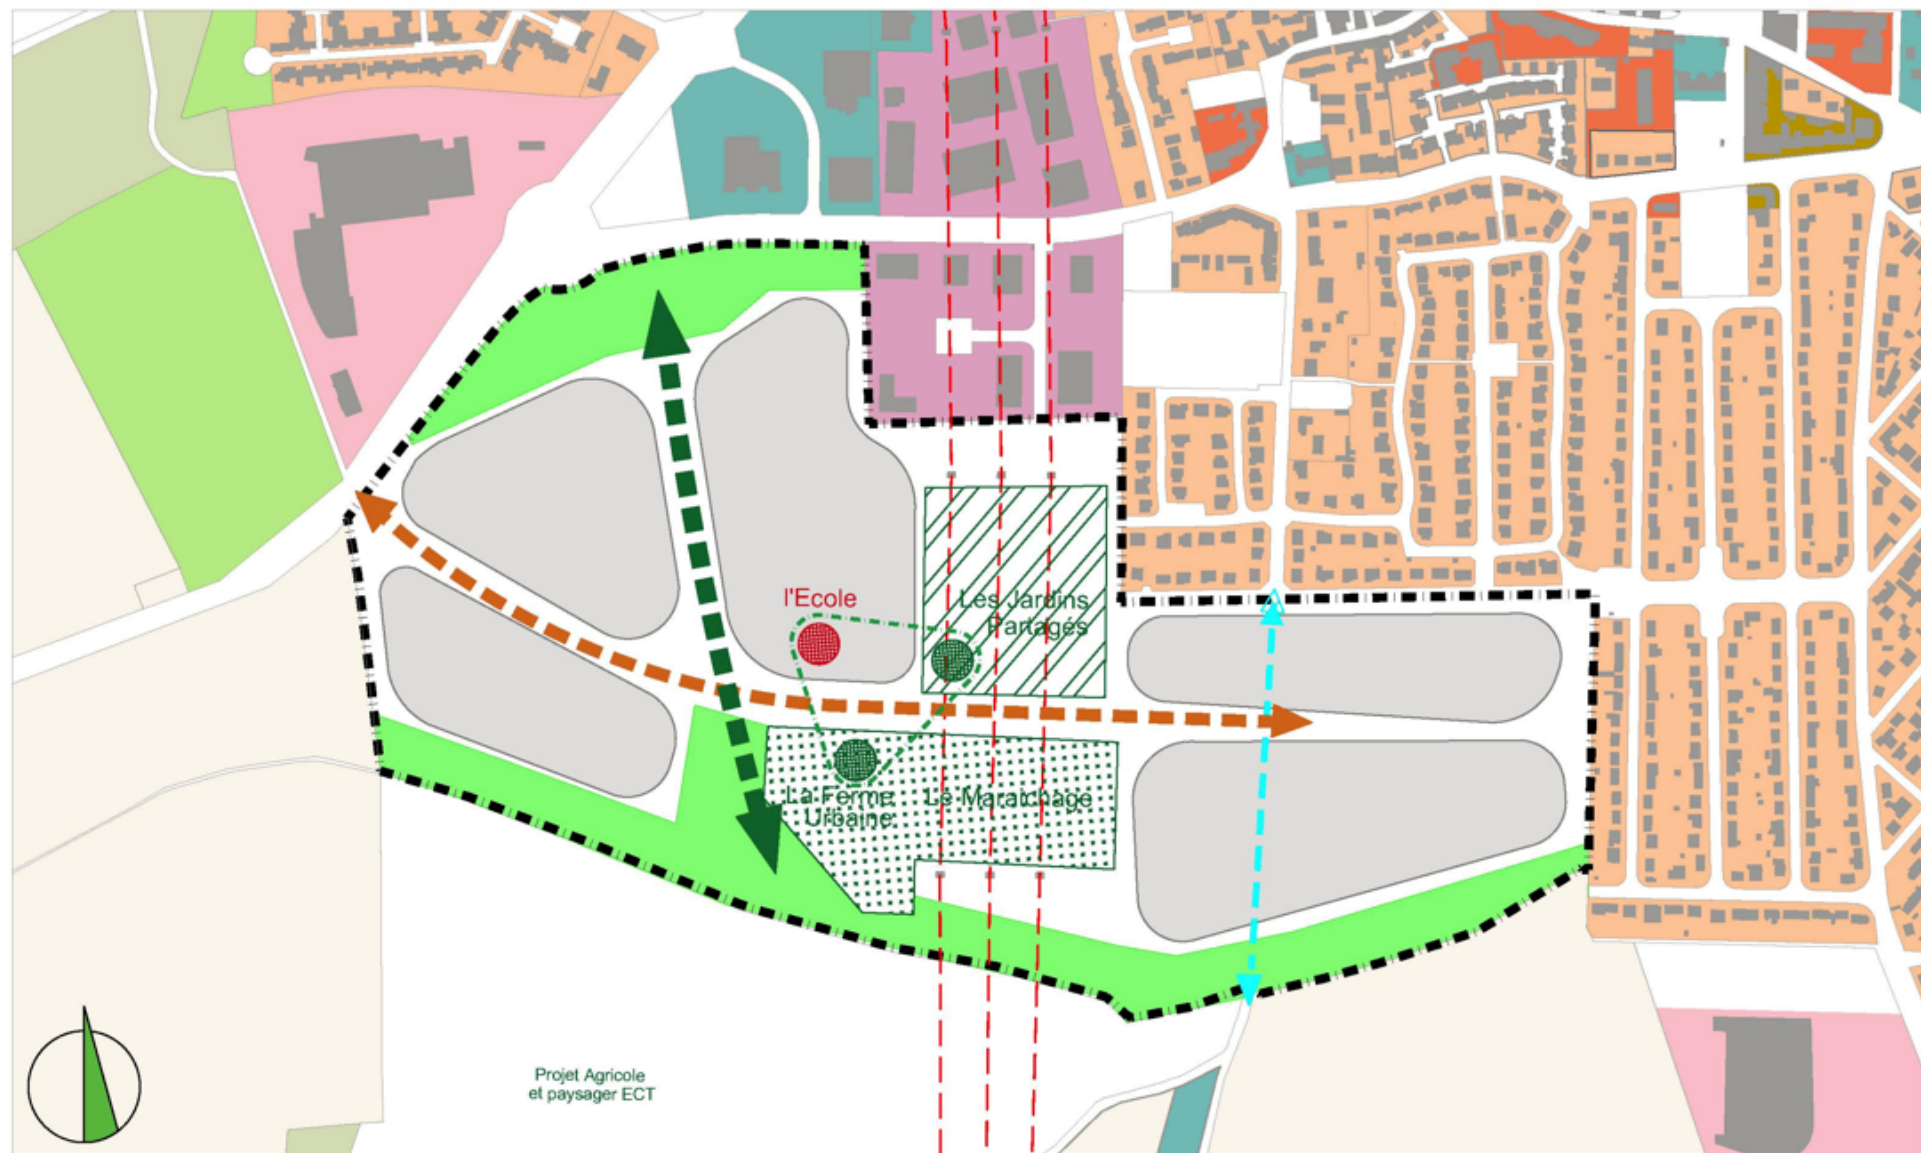 l'Ecole
Les Jardins
Partagés
La Ferme
Urbaine
Le Maraichage
Projet Agricole
et paysager ECT